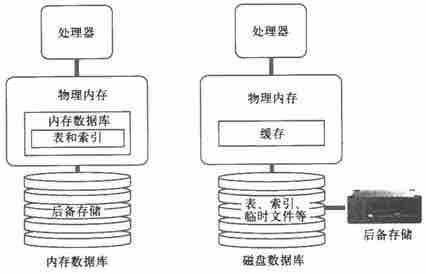 处理器
物理内存
内存数据库
表和索引
后备存储
内存数据库
处理器
物理内存
缓存
表、索引、
临时文件等
后备存储
磁盘数据库